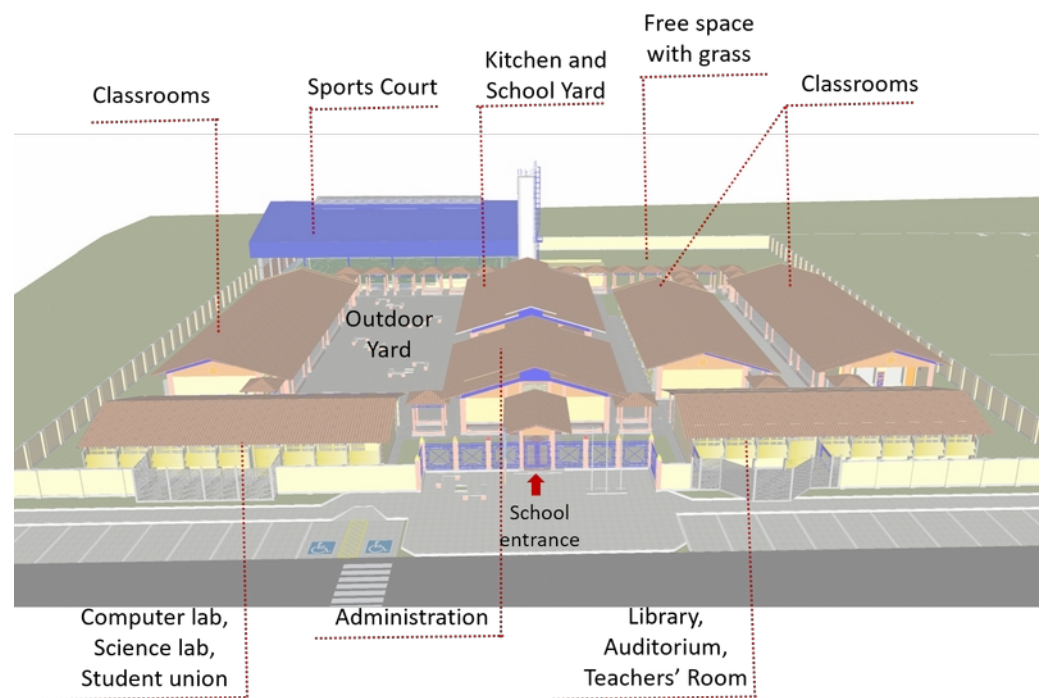 Free space
with grass
Kitchen and
School Yard
Classrooms
Sports Court
Classrooms
Outdoor
Yard
School
entrance
Computer lab,
Science lab,
Student union
Administration
Library,
Auditorium,
Teachers’ Room